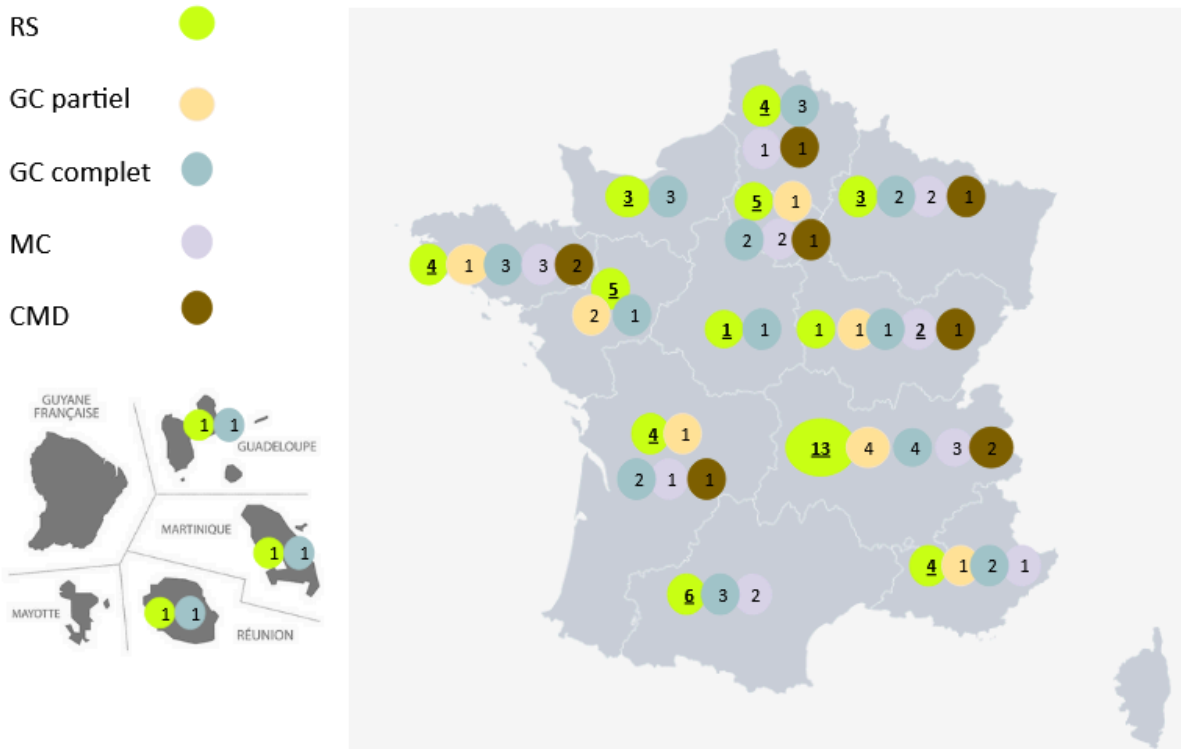 RS
GC partiel
GC complet
MC
CMD
GUYANE
FRANÇAISE
1 1
GUADELOUPE
MARTINIQUE
1 1
MAYOTTE
1 1
RÉUNION
4 3
1 1
3 3
5 1
3 2 2 1
2 2 1
4 1 3 3 2
5
2 1
1 1
1 1 1 2 1
4 1
13 4 4 3 2
2 1 1
4 1 2 1
6 3 2